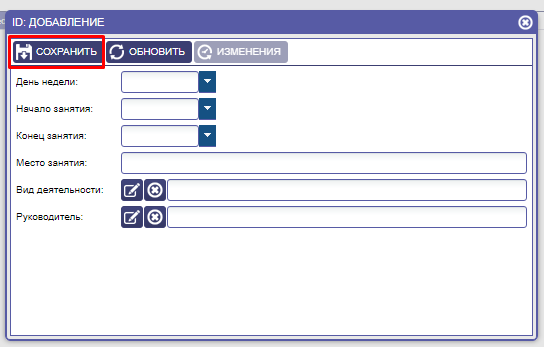 ID: ДОБАВЛЕНИЕ
СОХРАНИТЬ ОБНОВИТЬ ИЗМЕНЕНИЯ
День недели:
Начало занятия:
Конец занятия:
Место занятия:
Вид деятельности:
Руководитель: